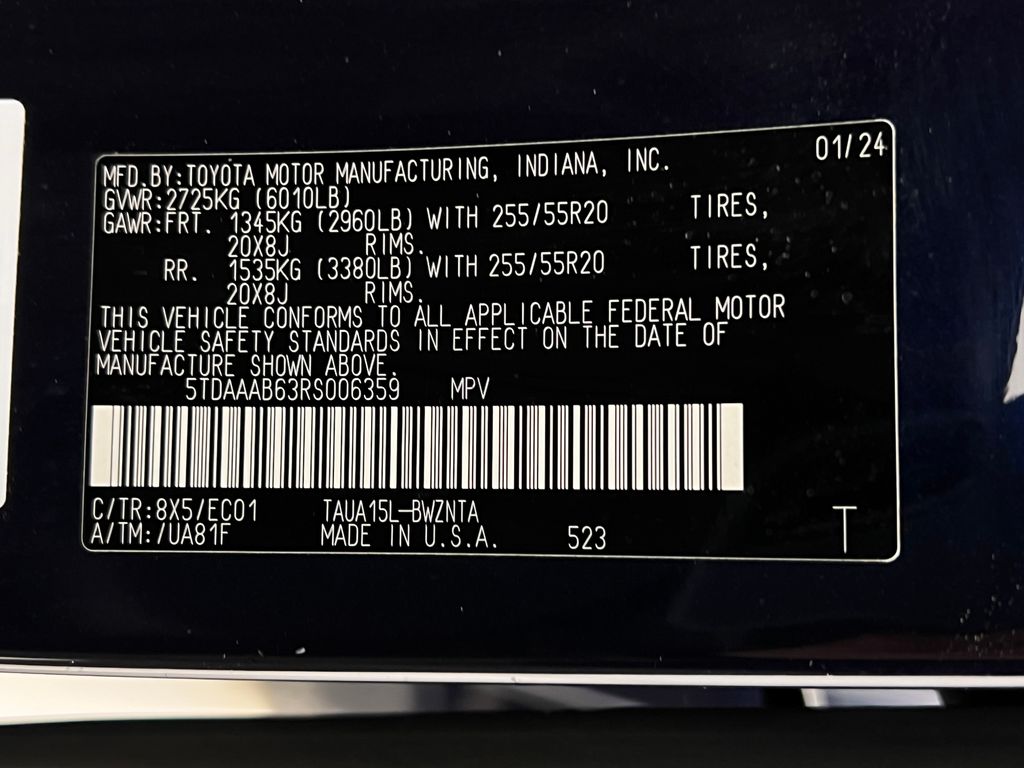 01/24
MFD.BY:TOYOTA MOTOR MANUFACTURING, INDIANA, INC.
GVWR:2725KG (6010LB)
GAWR:FRT. 1345KG (2960LB) WITH 255/55R20 TIRES,
20X8J RIMS.
RR. 1535KG (3380LB) WITH 255/55R20 TIRES,
20X8J RIMS.
THIS VEHICLE CONFORMS TO ALL APPLICABLE FEDERAL MOTOR
VEHICLE SAFETY STANDARDS IN EFFECT ON THE DATE OF
MANUFACTURE SHOWN ABOVE.
5TDAAAB63RS006359 MPV
C/TR:8X5/EC01 TAUA15L-BWZNTA
A/TM:/UA81F MADE IN U.S.A. 523 T